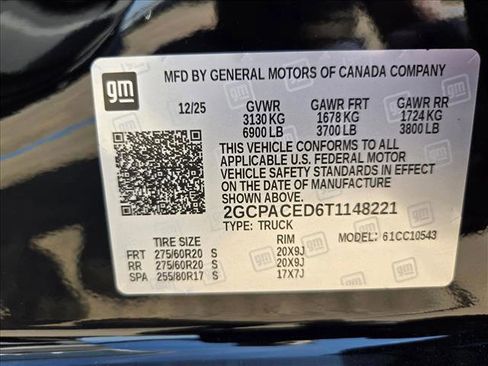 gm MFD BY GENERAL MOTORS OF CANADA COMPANY
12/25 GVWR GAWR FRT GAWR RR
3130 KG 1678 KG 1724 KG
6900 LB 3700 LB 3800 LB
THIS VEHICLE CONFORMS TO ALL
APPLICABLE U.S. FEDERAL MOTOR
VEHICLE SAFETY STANDARDS IN EFFECT
ON THE DATE OF MANUFACTURE SHOWN ABOVE.
2GCPACED6T1148221
TYPE: TRUCK
RIM MODEL: 61CC10543
FRT 275/60R20 S 20X9J
RR 275/60R20 S 20X9J
SPA 255/80R17 S 17X7J